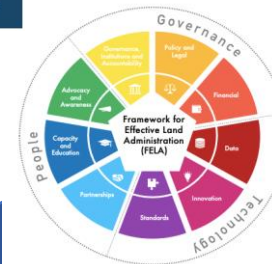 Governance
Governance,
Institutions and
Accountability
Policy and
Legal
Advocacy
and
Awareness
Financial
Framework for
Effective Land
Administration
(FELA)
People
Capacity
and
Education
Data
Partnerships
Innovation
Standards
Technology